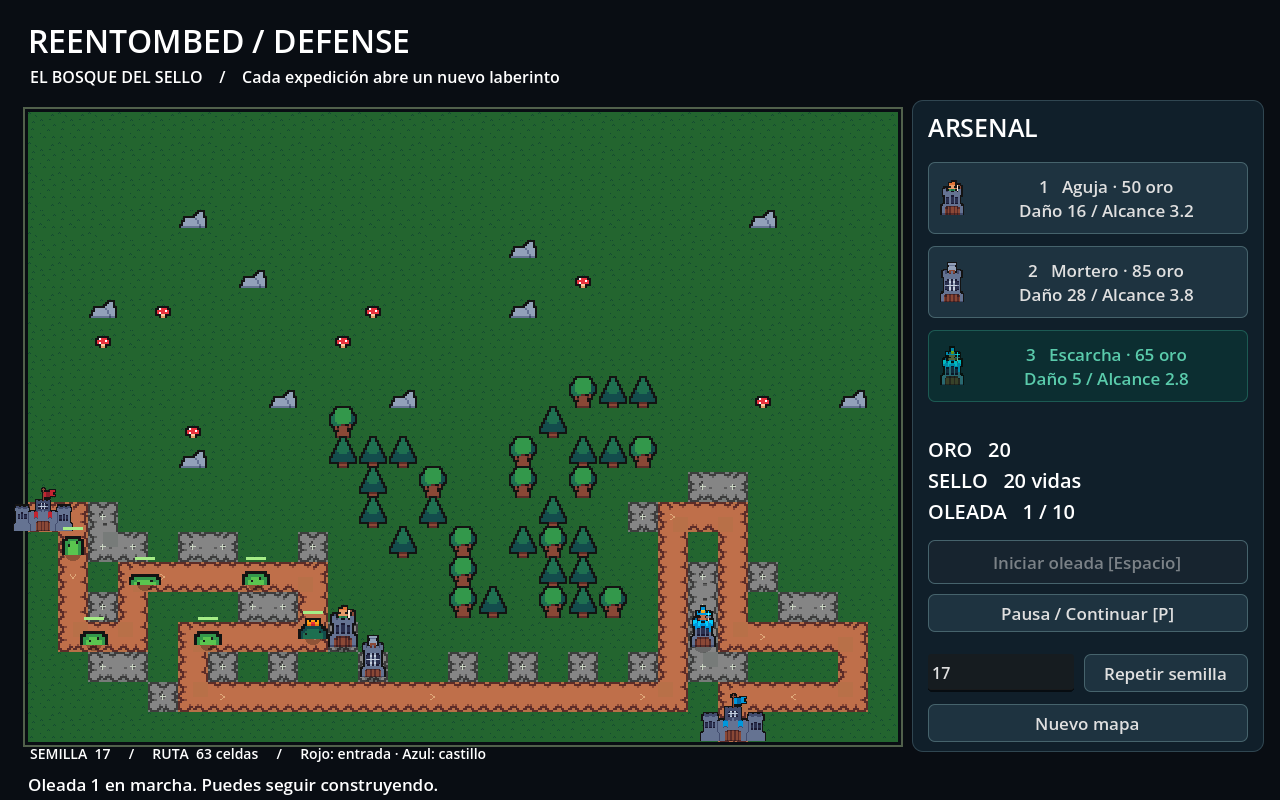 REENTOMBED / DEFENSE
EL BOSQUE DEL SELLO / Cada expedición abre un nuevo laberinto
ARSENAL
1 Aguja · 50 oro
Daño 16 / Alcance 3.2
2 Mortero · 85 oro
Daño 28 / Alcance 3.8
3 Escarcha · 65 oro
Daño 5 / Alcance 2.8
ORO 20
SELLO 20 vidas
OLEADA 1 / 10
Iniciar oleada [Espacio]
Pausa / Continuar [P]
17
Repetir semilla
Nuevo mapa
SEMILLA 17 / RUTA 63 celdas / Rojo: entrada · Azul: castillo
Oleada 1 en marcha. Puedes seguir construyendo.